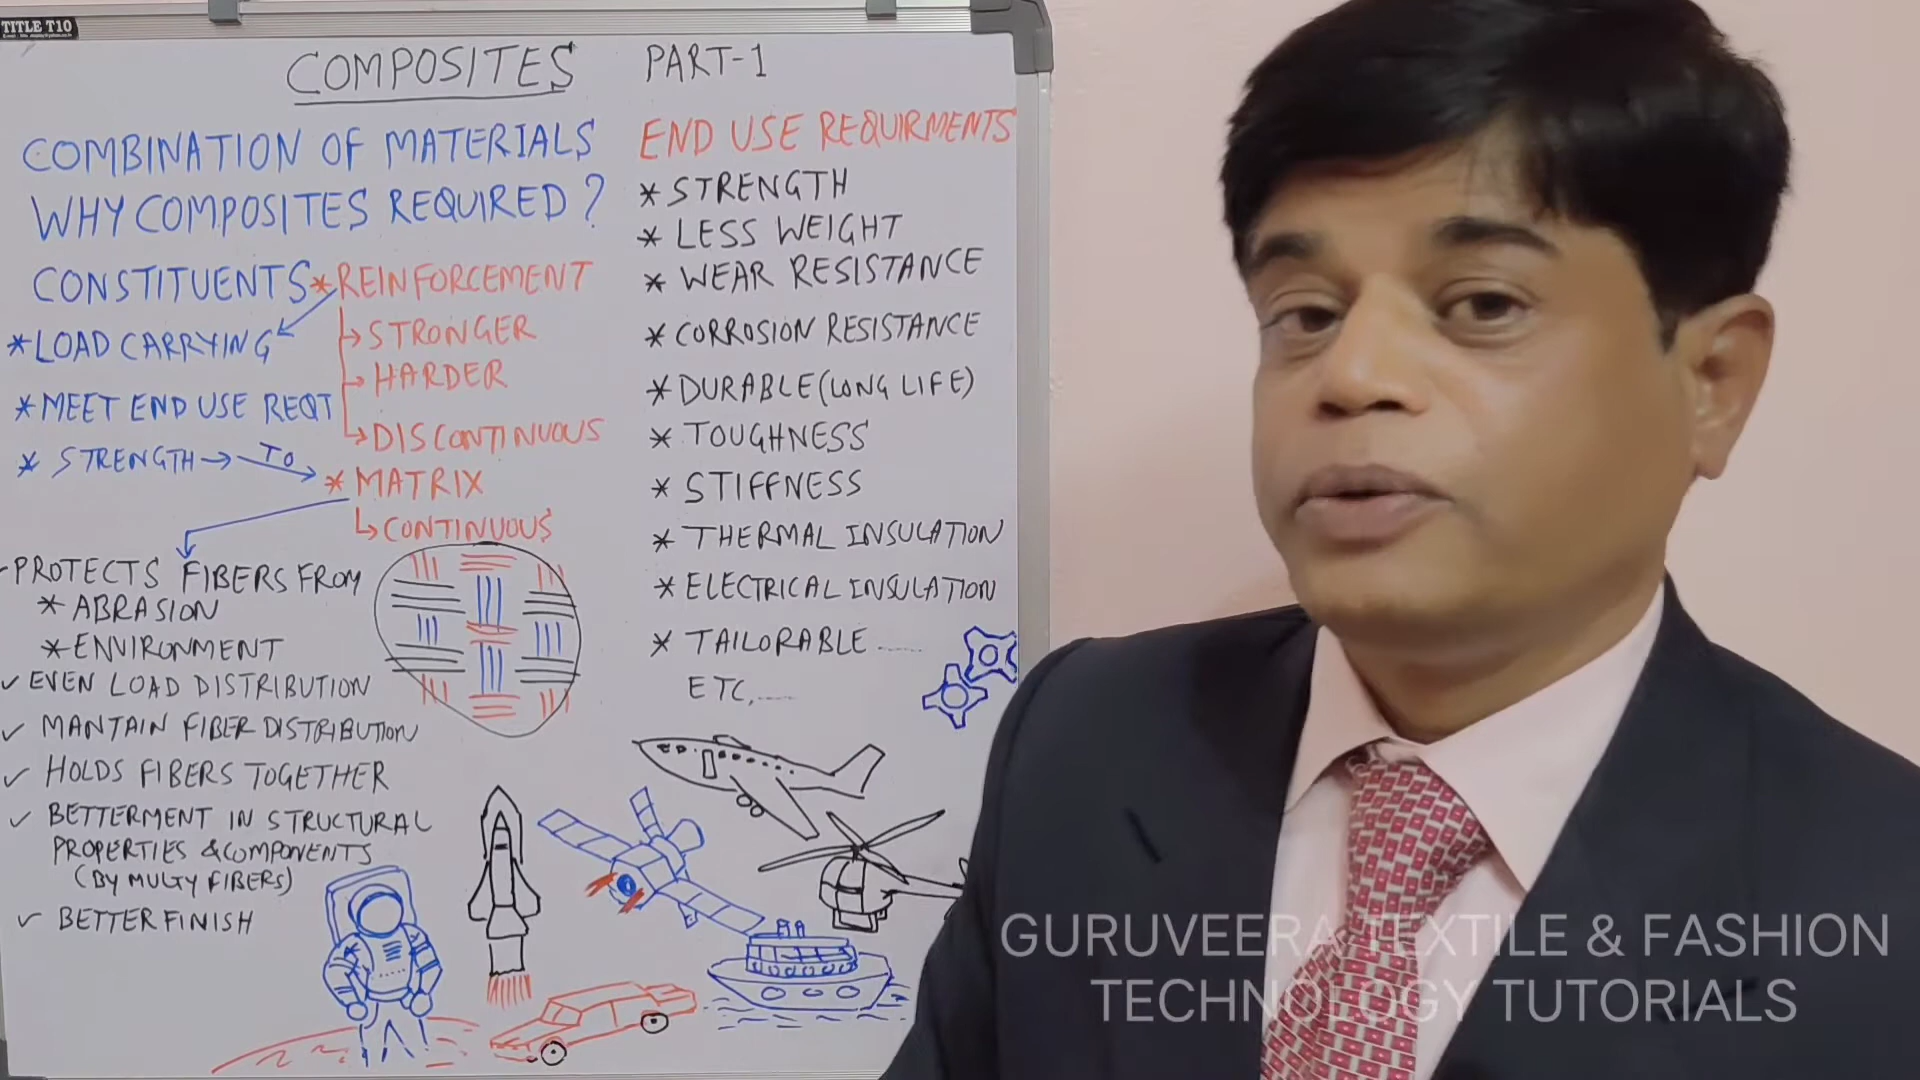 TITLE T10
COMPOSITES PART-1
COMBINATION OF MATERIALS
WHY COMPOSITES REQUIRED ?
CONSTITUENTS * REINFORCEMENT
* LOAD CARRYING
STRONGER
HARDER
* MEET END USE REQT
DISCONTINUOUS
* STRENGTH → TO * MATRIX
CONTINUOUS
- PROTECTS FIBERS FROM
* ABRASION
* ENVIRONMENT
✓ EVEN LOAD DISTRIBUTION
✓ MANTAIN FIBER DISTRIBUTION
✓ HOLDS FIBERS TOGETHER
✓ BETTERMENT IN STRUCTURAL
PROPERTIES & COMPONENTS
(BY MULTY FIBERS)
✓ BETTER FINISH
END USE REQUIRMENTS
* STRENGTH
* LESS WEIGHT
* WEAR RESISTANCE
* CORROSION RESISTANCE
* DURABLE (LONG LIFE)
* TOUGHNESS
* STIFFNESS
* THERMAL INSULATION
* ELECTRICAL INSULATION
* TAILORABLE ......
ETC,.....
GURUVEERA TEXTILE & FASHION
TECHNOLOGY TUTORIALS